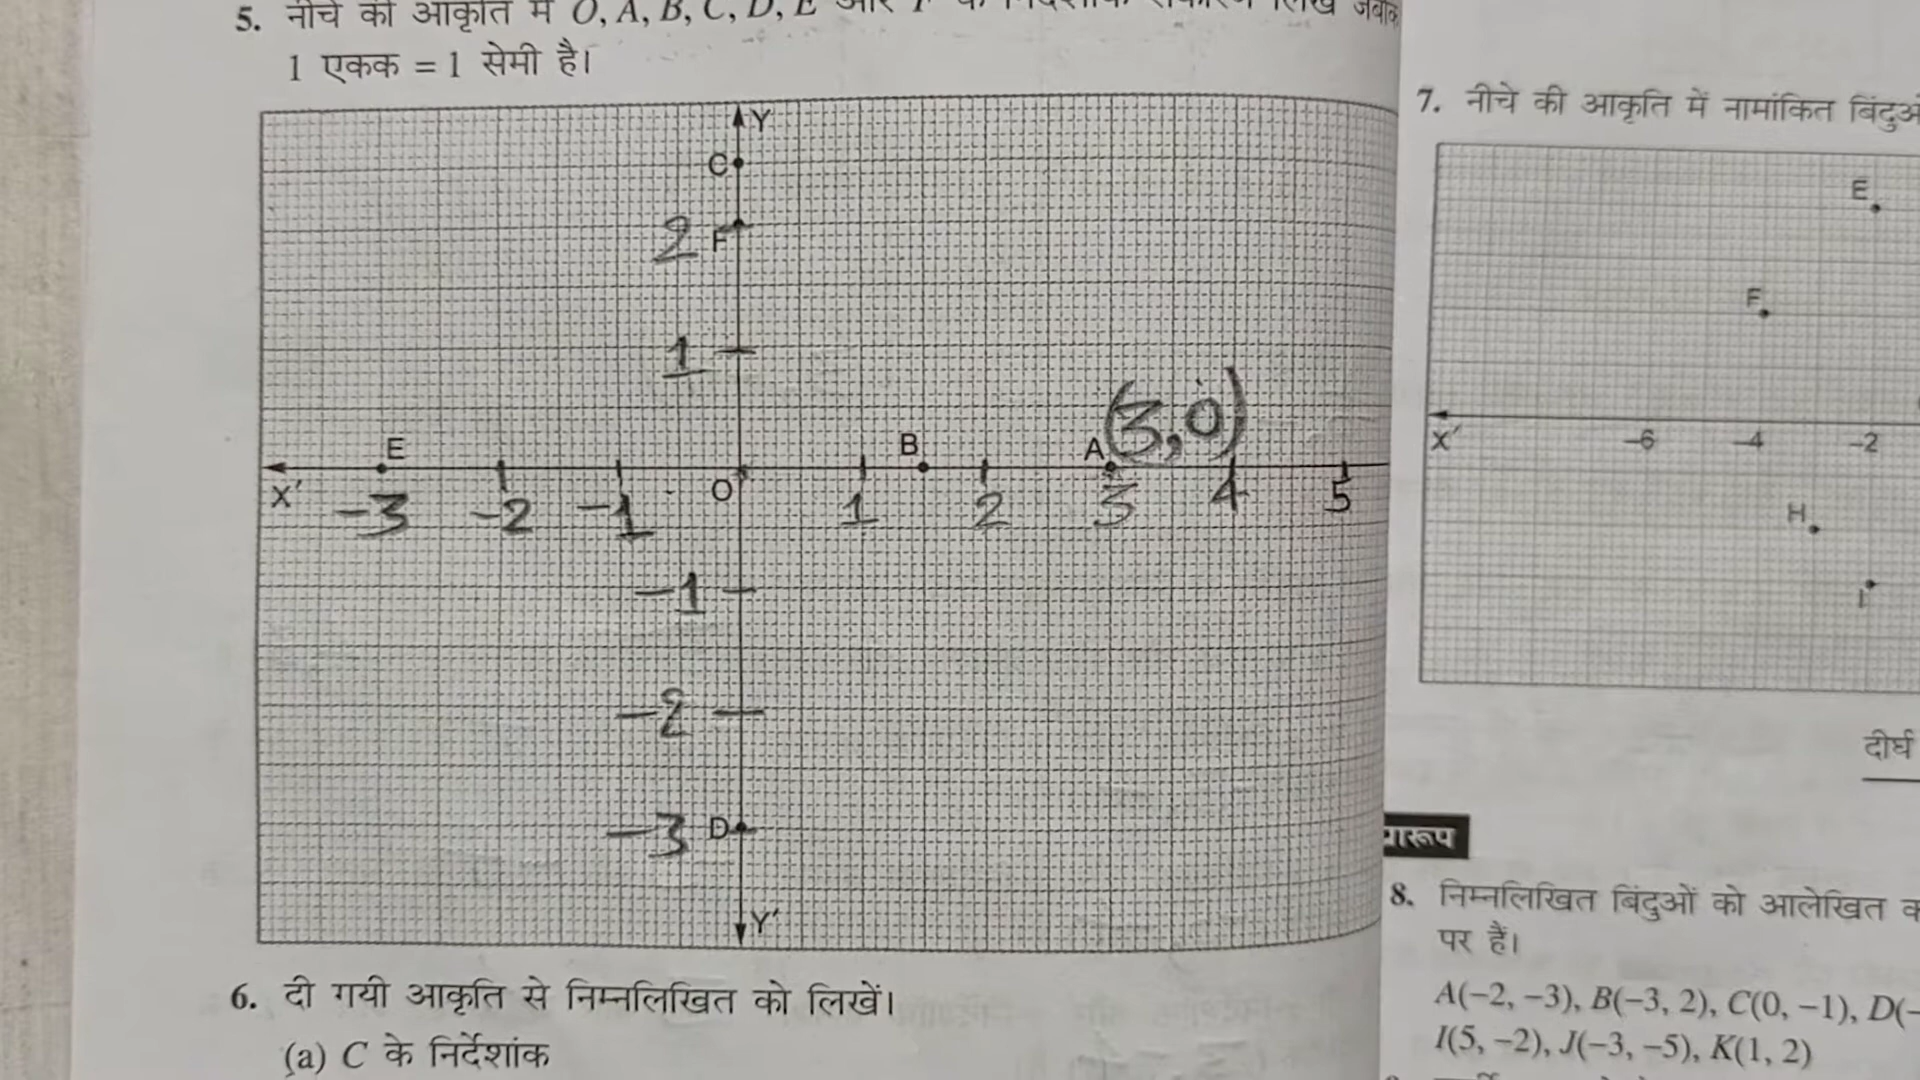 5. नीचे की आकृति में O, A, B, C, D, E और F के निर्देशांक लिखें जबकि
1 एकक = 1 सेमी है।
Y
C
2 F
1
(3,0)
E B A
X' O
-3 -2 -1 1 2 3 4 5
-1
-2
-3 D
Y'
6. दी गयी आकृति से निम्नलिखित को लिखें।
(a) C के निर्देशांक
7. नीचे की आकृति में नामांकित बिंदुओं
E
F
X' -6 -4 -2
H
I
दीर्घ
8. निम्नलिखित बिंदुओं को आलेखित
पर हैं।
A(-2, -3), B(-3, 2), C(0, -1), D(-
I(5, -2), J(-3, -5), K(1, 2)